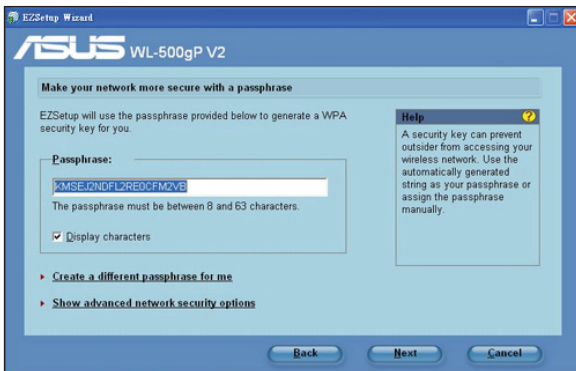 EZSetup Wizard
ASUS WL-500gP V2
Make your network more secure with a passphrase
EZSetup will use the passphrase provided below to generate a WPA
security key for you.
Passphrase:
KMSEJ2NDFL2RE0CFM2VB
The passphrase must be between 8 and 63 characters.
Display characters
Create a different passphrase for me
Show advanced network security options
Help
?
A security key can prevent
outsider from accessing your
wireless network. Use the
automatically generated
string as your passphrase or
assign the passphrase
manually.
Back
Next
Cancel